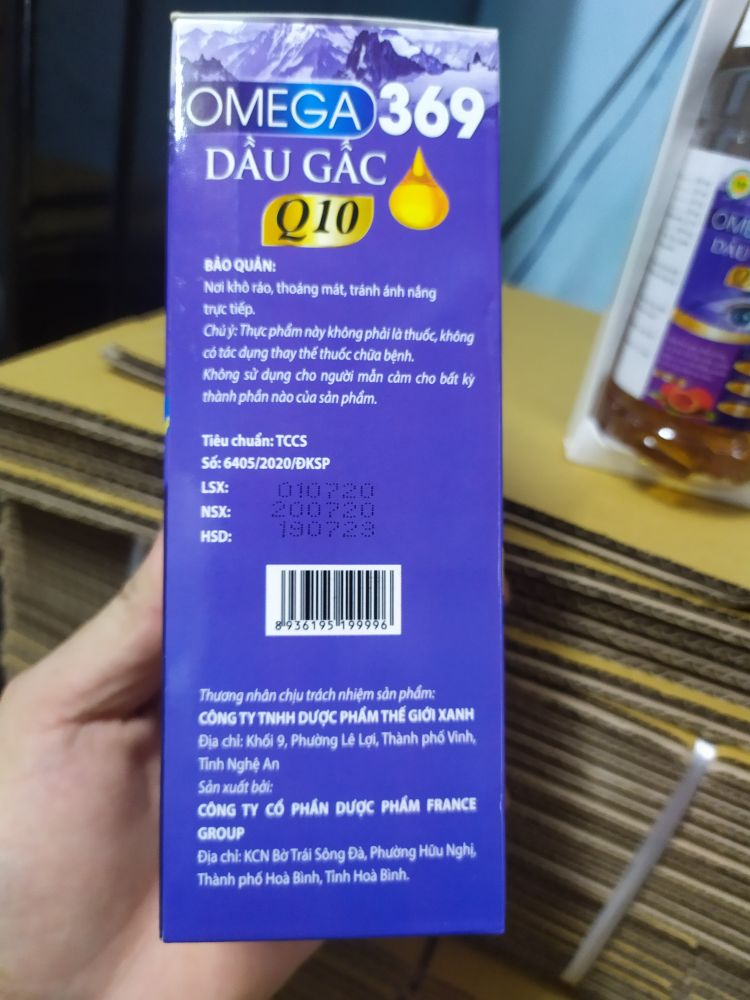 OMEGA 369
DẦU GẤC
Q10
BẢO QUẢN:
Nơi khô ráo, thoáng mát, tránh ánh nắng
trực tiếp.
Chú ý: Thực phẩm này không phải là thuốc, không
có tác dụng thay thế thuốc chữa bệnh.
Không sử dụng cho người mẫn cảm cho bất kỳ
thành phần nào của sản phẩm.
Tiêu chuẩn: TCCS
Số: 6405/2020/ĐKSP
LSX: 010720
NSX: 200720
HSD: 190723
8 936195 199996
Thương nhân chịu trách nhiệm sản phẩm:
CÔNG TY TNHH DƯỢC PHẨM THẾ GIỚI XANH
Địa chỉ: Khối 9, Phường Lê Lợi, Thành phố Vinh,
Tỉnh Nghệ An
Sản xuất bởi:
CÔNG TY CỔ PHẦN DƯỢC PHẨM FRANCE
GROUP
Địa chỉ: KCN Bờ Trái Sông Đà, Phường Hữu Nghị,
Thành phố Hoà Bình, Tỉnh Hoà Bình.